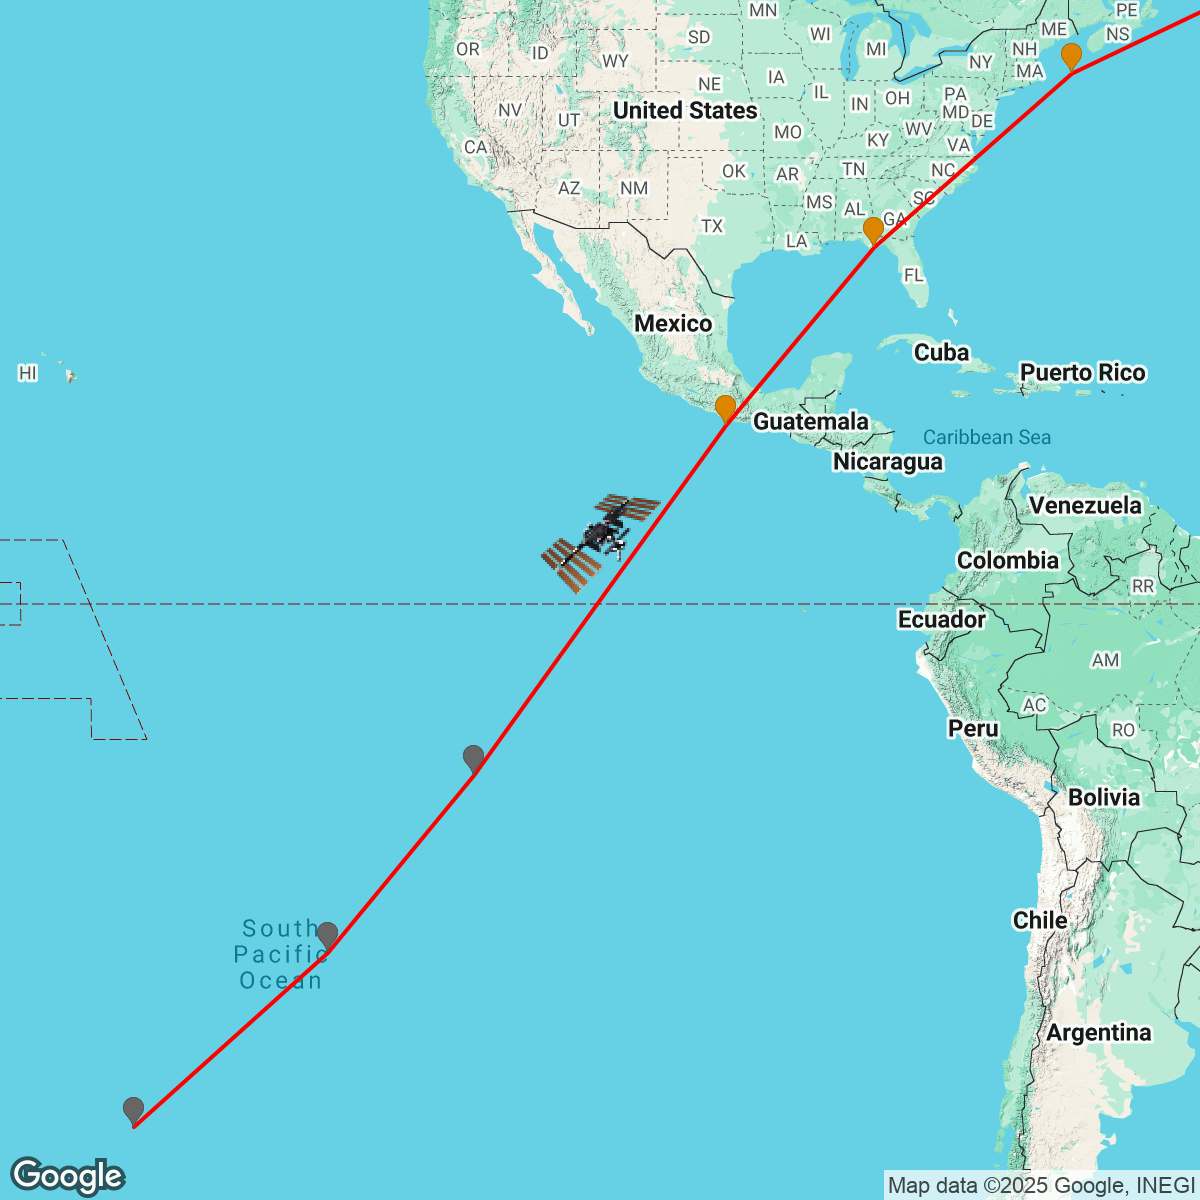 MN
PE
ME
NS
OR
ID
SD
WI
MI
NH
WY
NY
MA
NE
IA
IL
IN
OH
PA
NV
UT
United States
MD
DE
MO
KY
WV
VA
CA
OK
AR
TN
NC
AZ
NM
MS
AL
SC
GA
TX
LA
FL
Mexico
Cuba
HI
Puerto Rico
Guatemala
Caribbean Sea
Nicaragua
Venezuela
Colombia
RR
Ecuador
AM
AC
Peru
RO
Bolivia
Chile
South
Pacific
Ocean
Argentina
Google
Map data ©2025 Google, INEGI